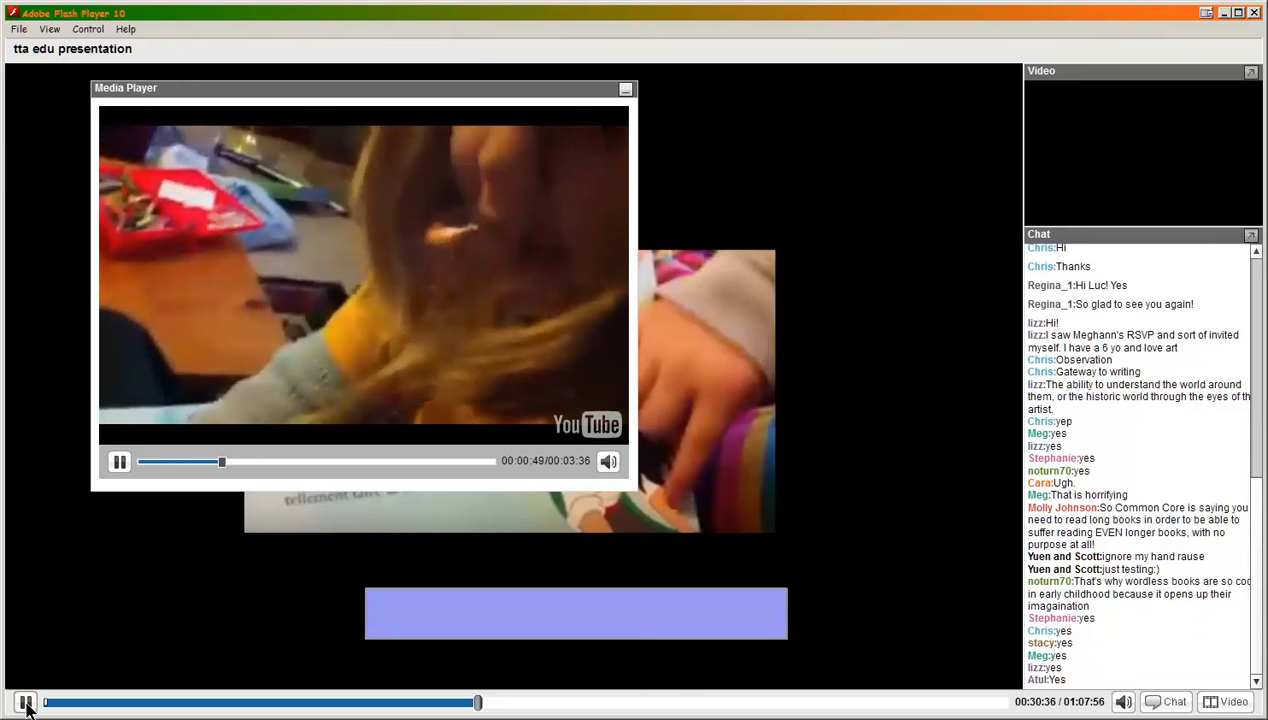 Adobe Flash Player 10
File View Control Help
tta edu presentation
Media Player
YouTube
00:00:49/00:03:36
tellement
Video
Chat
Chris:Hi
Chris:Thanks
Regina_1:Hi Luc! Yes
Regina_1:So glad to see you again!
lizz:Hi!
lizz:I saw Meghann's RSVP and sort of invited
myself. I have a 6 yo and love art
Chris:Observation
Chris:Gateway to writing
lizz:The ability to understand the world around
them, or the historic world through the eyes of th
artist.
Chris:yep
Meg:yes
lizz:yes
Stephanie:yes
noturn70:yes
Cara:Ugh.
Meg:That is horrifying
Molly Johnson:So Common Core is saying you
need to read long books in order to be able to
suffer reading EVEN longer books, with no
purpose at all!
Yuen and Scott:ignore my hand rause
Yuen and Scott:just testing:)
noturn70:That's why wordless books are so coo
in early childhood because it opens up their
imagaination
Stephanie:yes
Chris:yes
stacy:yes
Meg:yes
lizz:yes
Atul:Yes
00:30:36 / 01:07:56 Chat Video